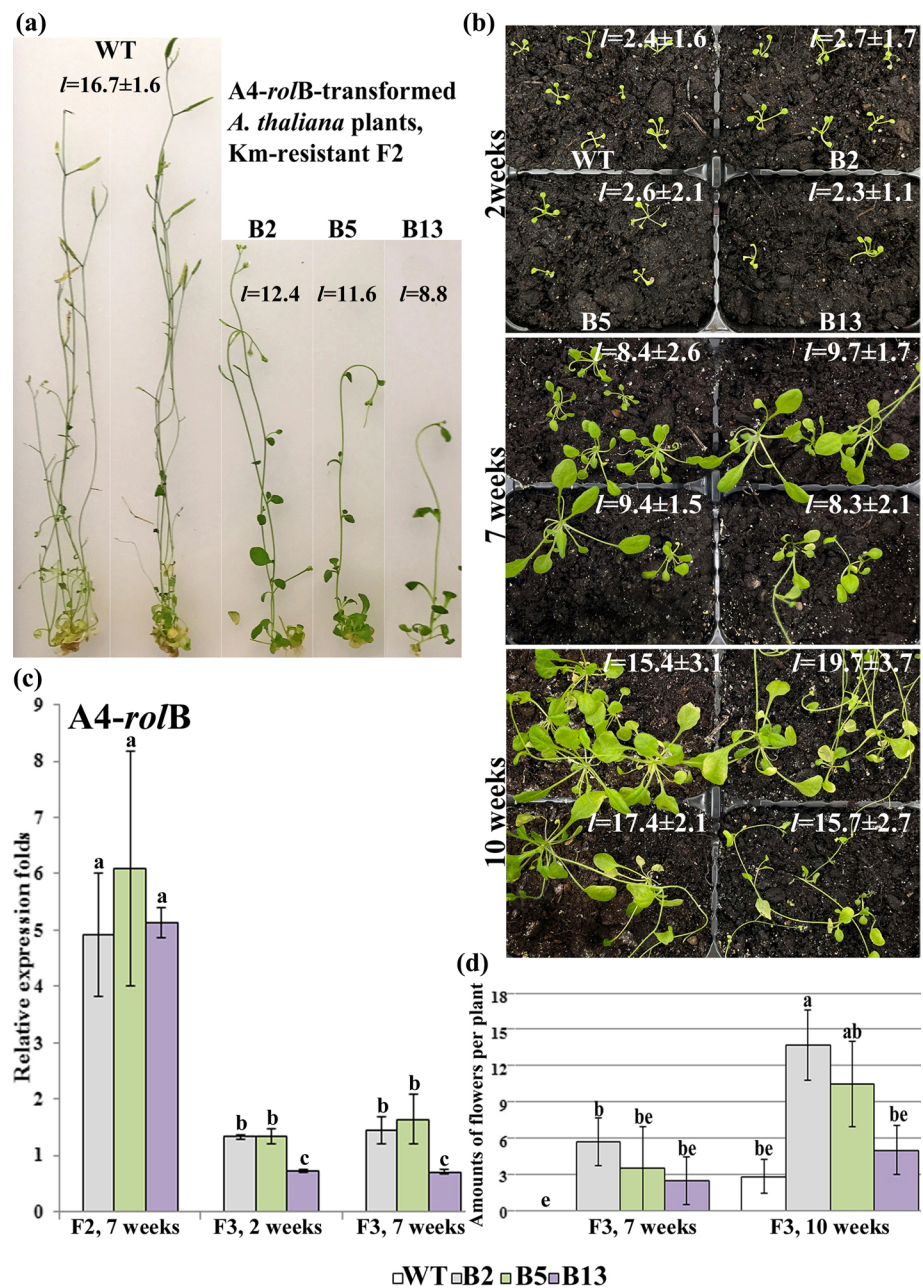 (a)
WT
l=16.7±1.6
A4-rolB-transformed
A. thaliana plants,
Km-resistant F2
B2 B5 B13
l=12.4 l=11.6 l=8.8
(b)
2weeks
l=2.4±1.6 l=2.7±1.7
WT B2
l=2.6±2.1 l=2.3±1.1
B5 B13
7 weeks
l=8.4±2.6 l=9.7±1.7
l=9.4±1.5 l=8.3±2.1
10 weeks
l=15.4±3.1 l=19.7±3.7
l=17.4±2.1 l=15.7±2.7
(c)
A4-rolB
Relative expression folds
9
8
7
6
5
4
3
2
1
0
a a a
b b c
b b c
F2, 7 weeks F3, 2 weeks F3, 7 weeks
(d)
Amounts of flowers per plant
18
15
12
9
6
3
0
e b be be
be a ab be
F3, 7 weeks F3, 10 weeks
WT B2 B5 B13